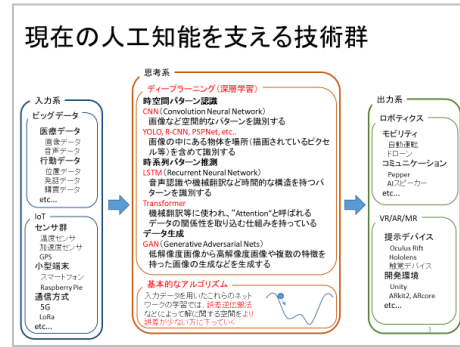 現在の人工知能を支える技術群
入力系
ビッグデータ
医療データ
画像データ
音声データ
行動データ
位置データ
発話データ
購買データ
etc...
IoT
センサ群
温度センサ
加速度センサ
GPS
小型端末
スマートフォン
Raspberry Pie
通信方式
5G
LoRa
etc...
思考系
ディープラーニング(深層学習)
時空間パターン認識
CNN(Convolution Neural Network)
画像など空間的なパターンを識別する
YOLO, R-CNN, PSPNet, etc..
画像の中にある物体を場所(描画されているピクセ
ル等)を含めて識別する
時系列パターン推測
LSTM(Recurrent Neural Network)
音声認識や機械翻訳など時間的な構造を持つパ
ターンを識別する
Transformer
機械翻訳等に使われ、"Attention"と呼ばれる
データの関係性を取り込む仕組みを持っている
データ生成
GAN(Generative Adversarial Nets)
低解像度画像から高解像度画像や複数の特徴を
持った画像の生成などを生成する
基本的なアルゴリズム
入力データを用いたこれらのネット
ワークの学習では、誤差逆伝搬法
などによって解に関する空間をより
誤差が少ない方に下っていく
出力系
ロボティクス
モビリティ
自動運転
ドローン
コミュニケーション
Pepper
AIスピーカー
etc...
VR/AR/MR
提示デバイス
Oculus Rift
Hololens
触覚デバイス
開発環境
Unity
ARkit2, ARcore
etc...
3